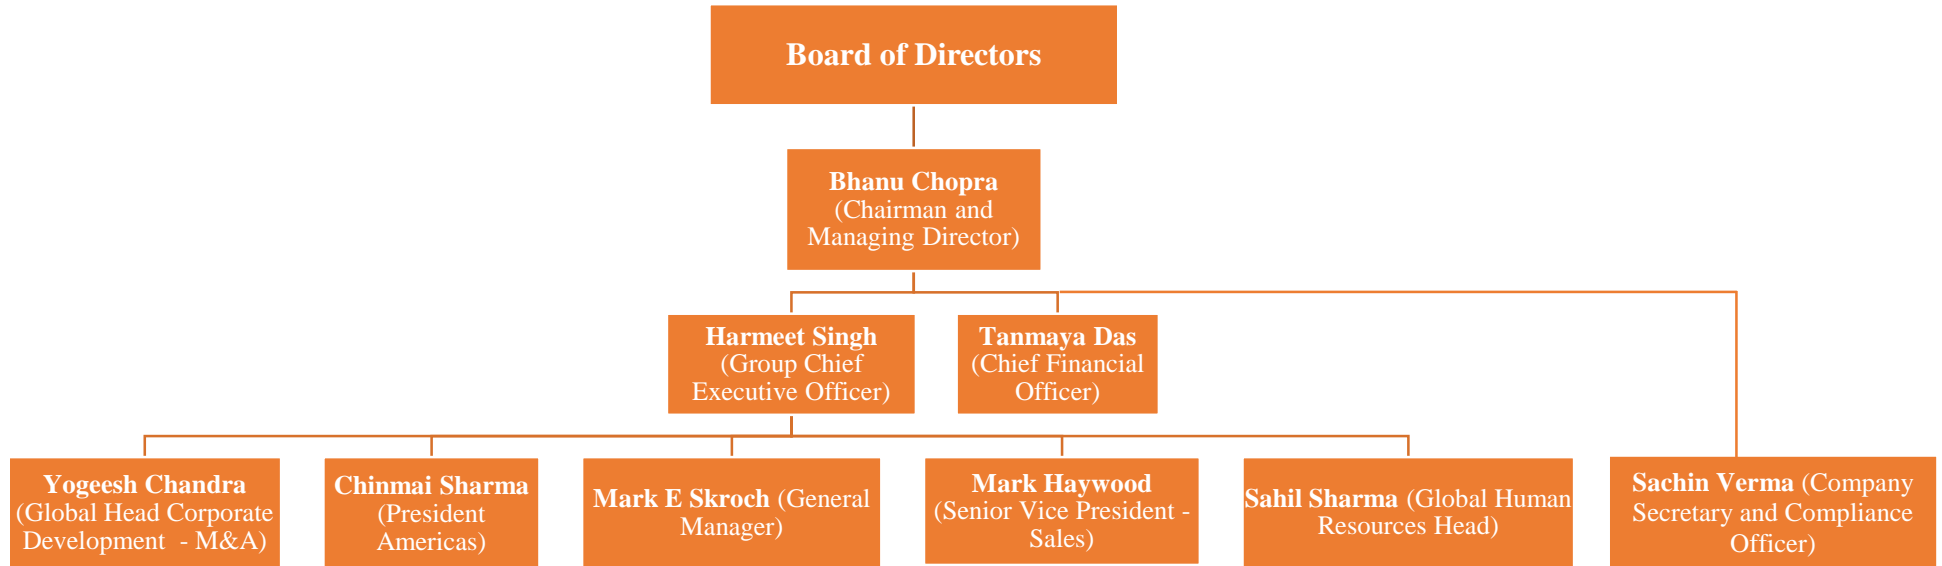 Board of Directors
Bhanu Chopra
(Chairman and
Managing Director)
Harmeet Singh
(Group Chief
Executive Officer)
Tanmaya Das
(Chief Financial
Officer)
Yogeesh Chandra
(Global Head Corporate
Development  - M&A)
Chinmai Sharma
(President
Americas)
Mark E Skroch (General
Manager)
Mark Haywood
(Senior Vice President -
Sales)
Sahil Sharma (Global Human
Resources Head)
Sachin Verma (Company
Secretary and Compliance
Officer)